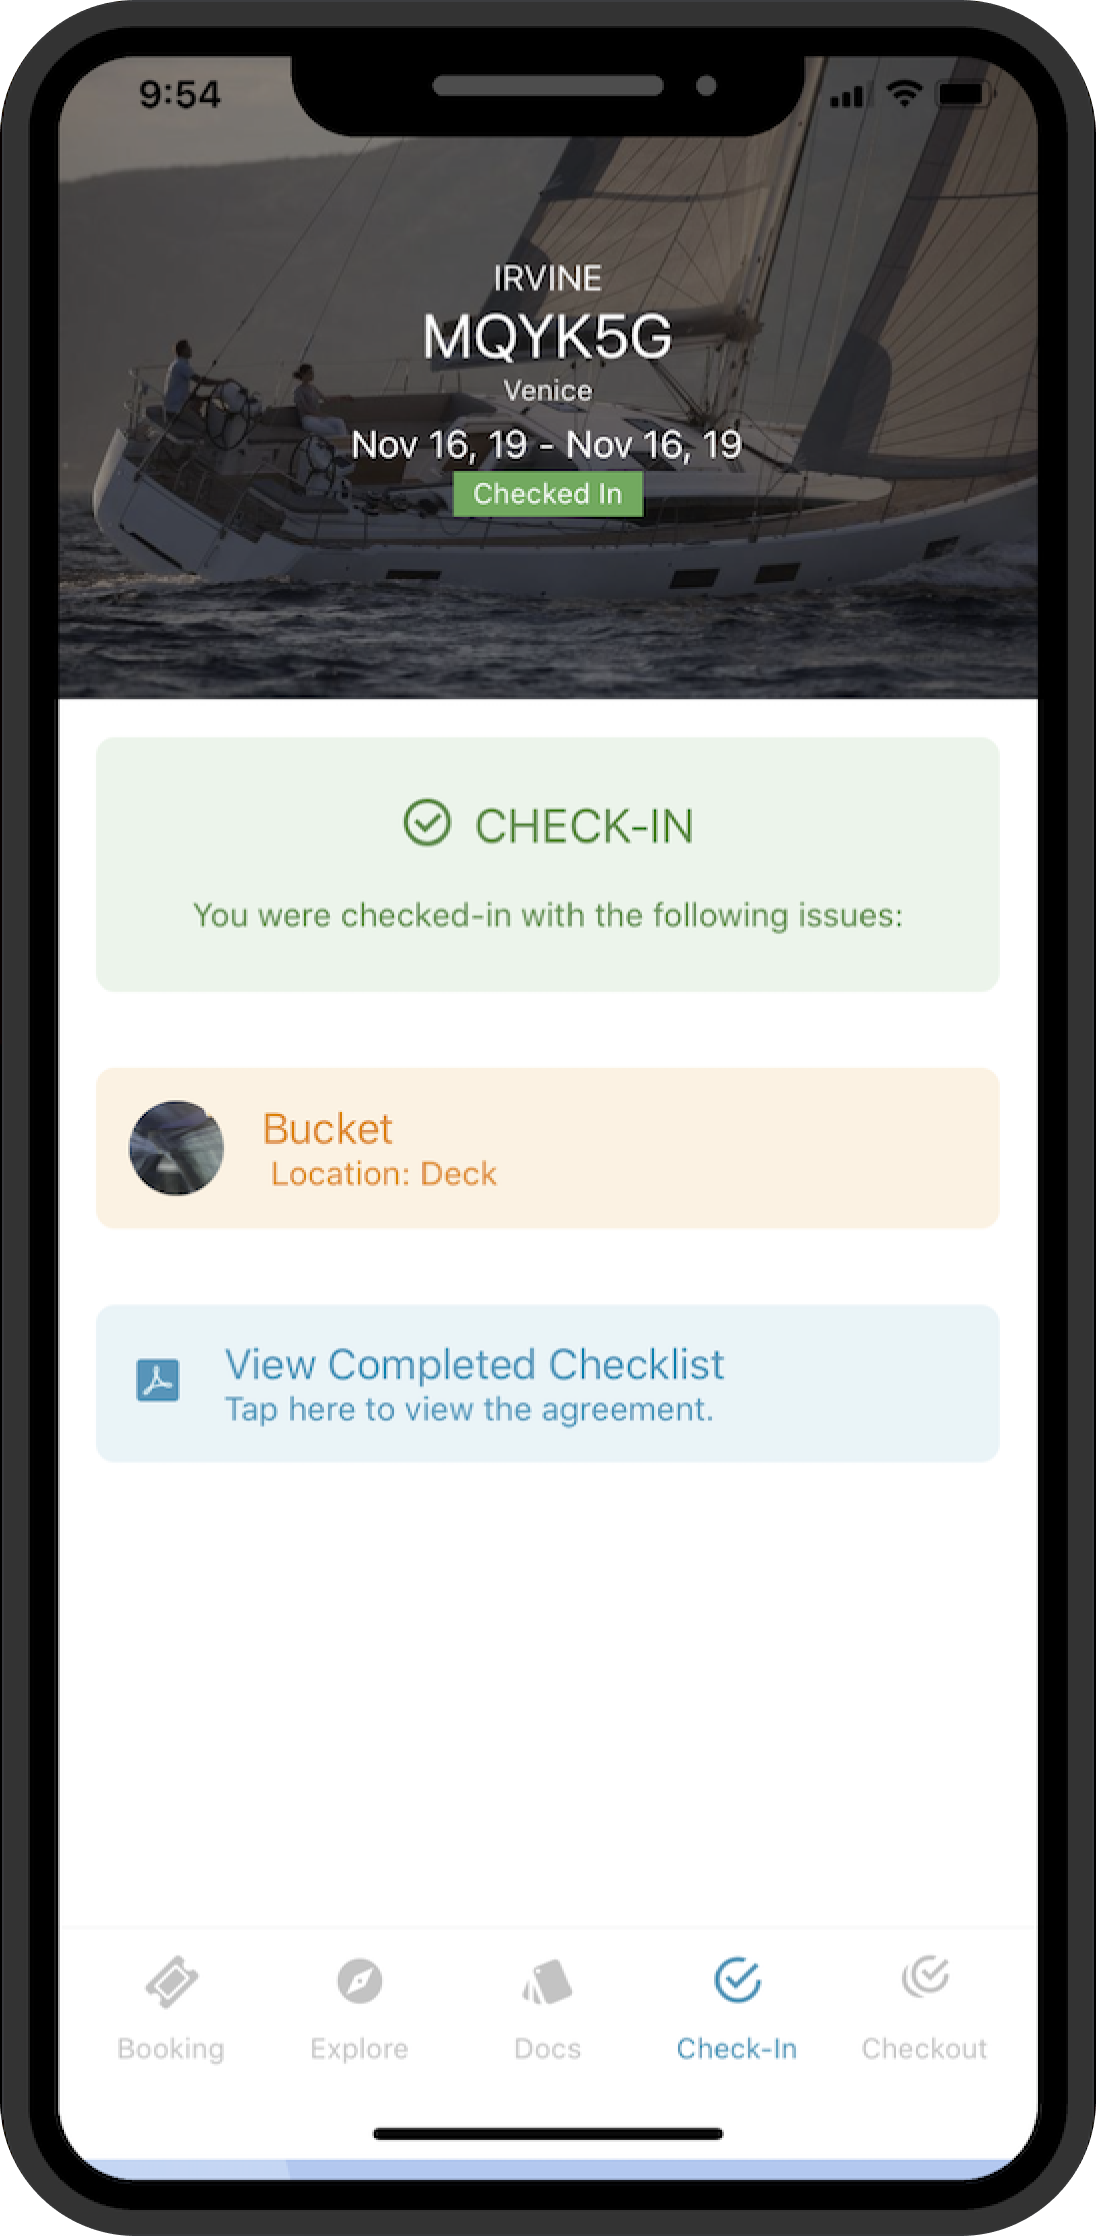 9:54
IRVINE
MQYK5G
Venice
Nov 16, 19 - Nov 16, 19
Checked In
CHECK-IN
You were checked-in with the following issues:
Bucket
Location: Deck
View Completed Checklist
Tap here to view the agreement.
Booking
Explore
Docs
Check-In
Checkout